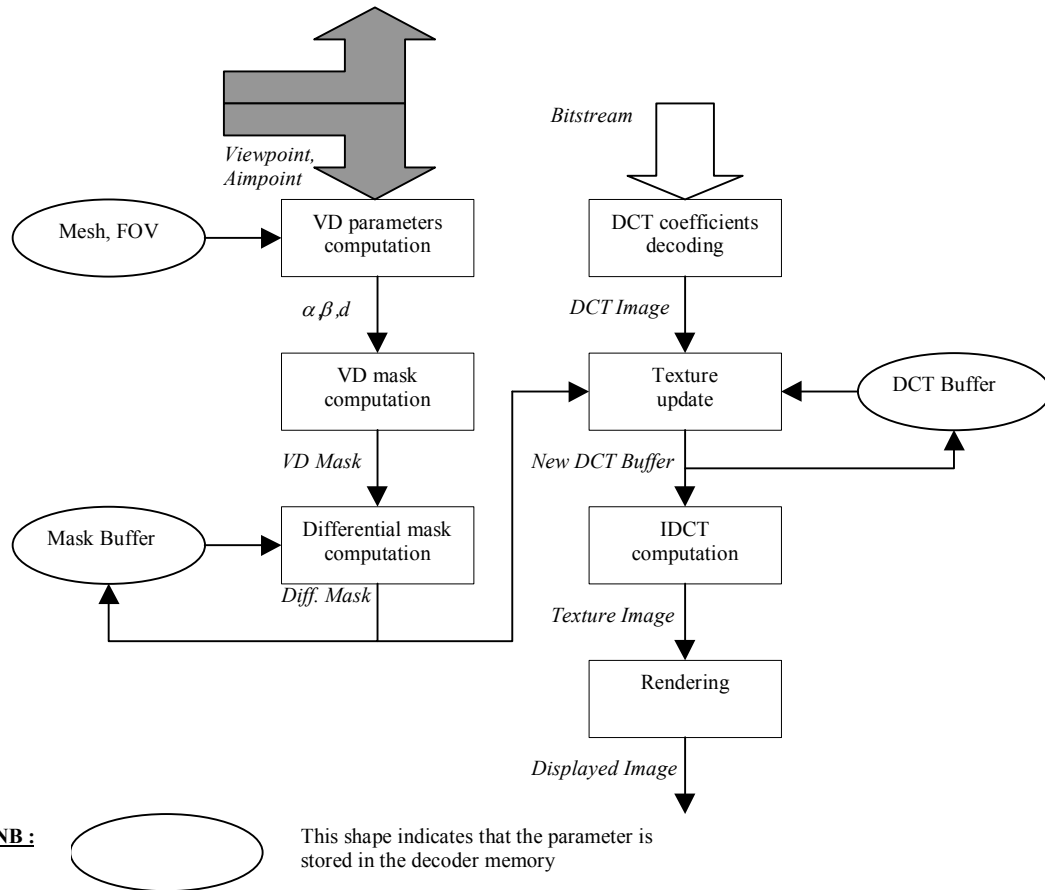 Viewpoint,
Aimpoint
Bitstream
Mesh, FOV
VD parameters
computation
DCT coefficients
decoding
α,β,d
DCT Image
VD mask
computation
Texture
update
DCT Buffer
VD Mask
New DCT Buffer
Mask Buffer
Differential mask
computation
IDCT
computation
Diff. Mask
Texture Image
Rendering
Displayed Image
NB :
This shape indicates that the parameter is
stored in the decoder memory